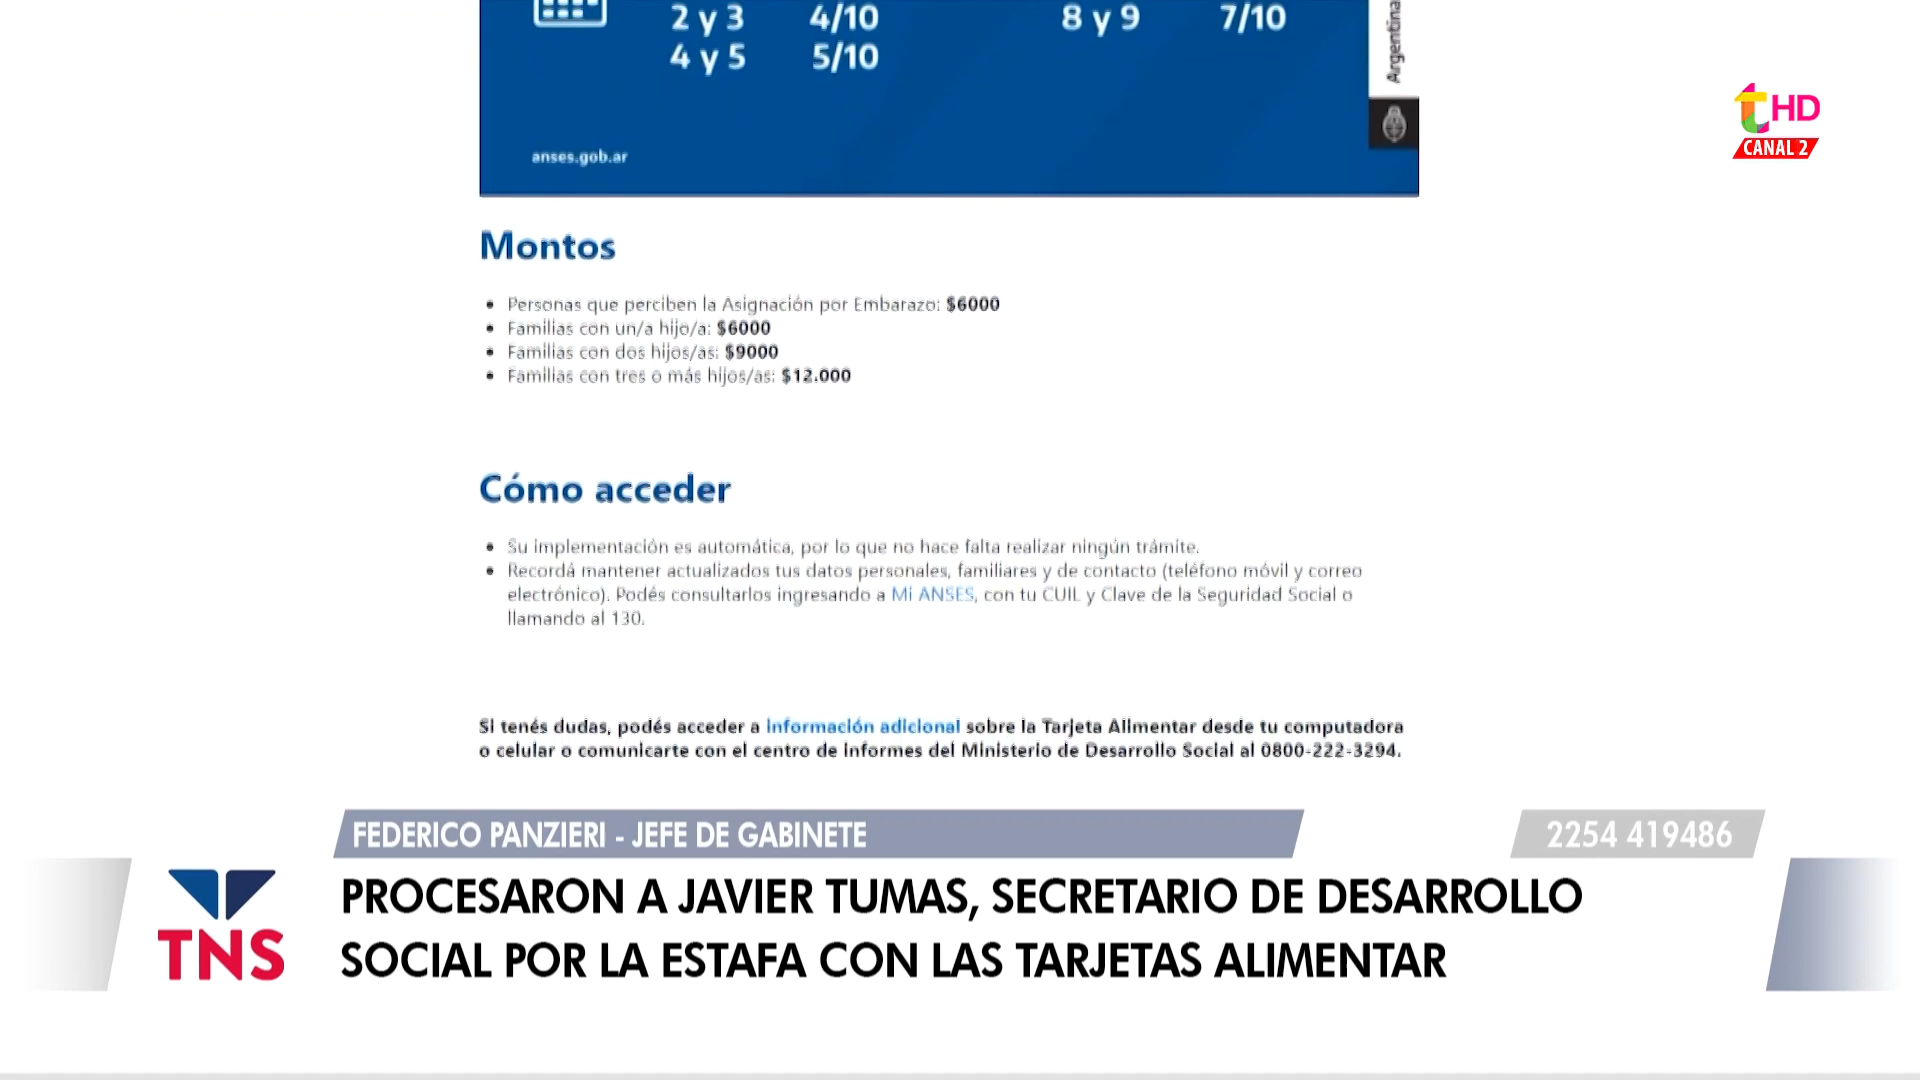 2 y 3 4/10 8 y 9 7/10
4 y 5 5/10
Argentina
anses.gob.ar
t HD
CANAL 2
Montos
• Personas que perciben la Asignación por Embarazo: $6000
• Familias con un/a hijo/a: $6000
• Familias con dos hijos/as: $9000
• Familias con tres o más hijos/as: $12.000
Cómo acceder
• Su implementación es automática, por lo que no hace falta realizar ningún trámite.
• Recordá mantener actualizados tus datos personales, familiares y de contacto (teléfono móvil y correo
electrónico). Podés consultarlos ingresando a Mi ANSES, con tu CUIL y Clave de la Seguridad Social o
llamando al 130.
Si tenés dudas, podés acceder a información adicional sobre la Tarjeta Alimentar desde tu computadora
o celular o comunicarte con el centro de informes del Ministerio de Desarrollo Social al 0800-222-3294.
FEDERICO PANZIERI - JEFE DE GABINETE
2254 419486
TNS
PROCESARON A JAVIER TUMAS, SECRETARIO DE DESARROLLO
SOCIAL POR LA ESTAFA CON LAS TARJETAS ALIMENTAR